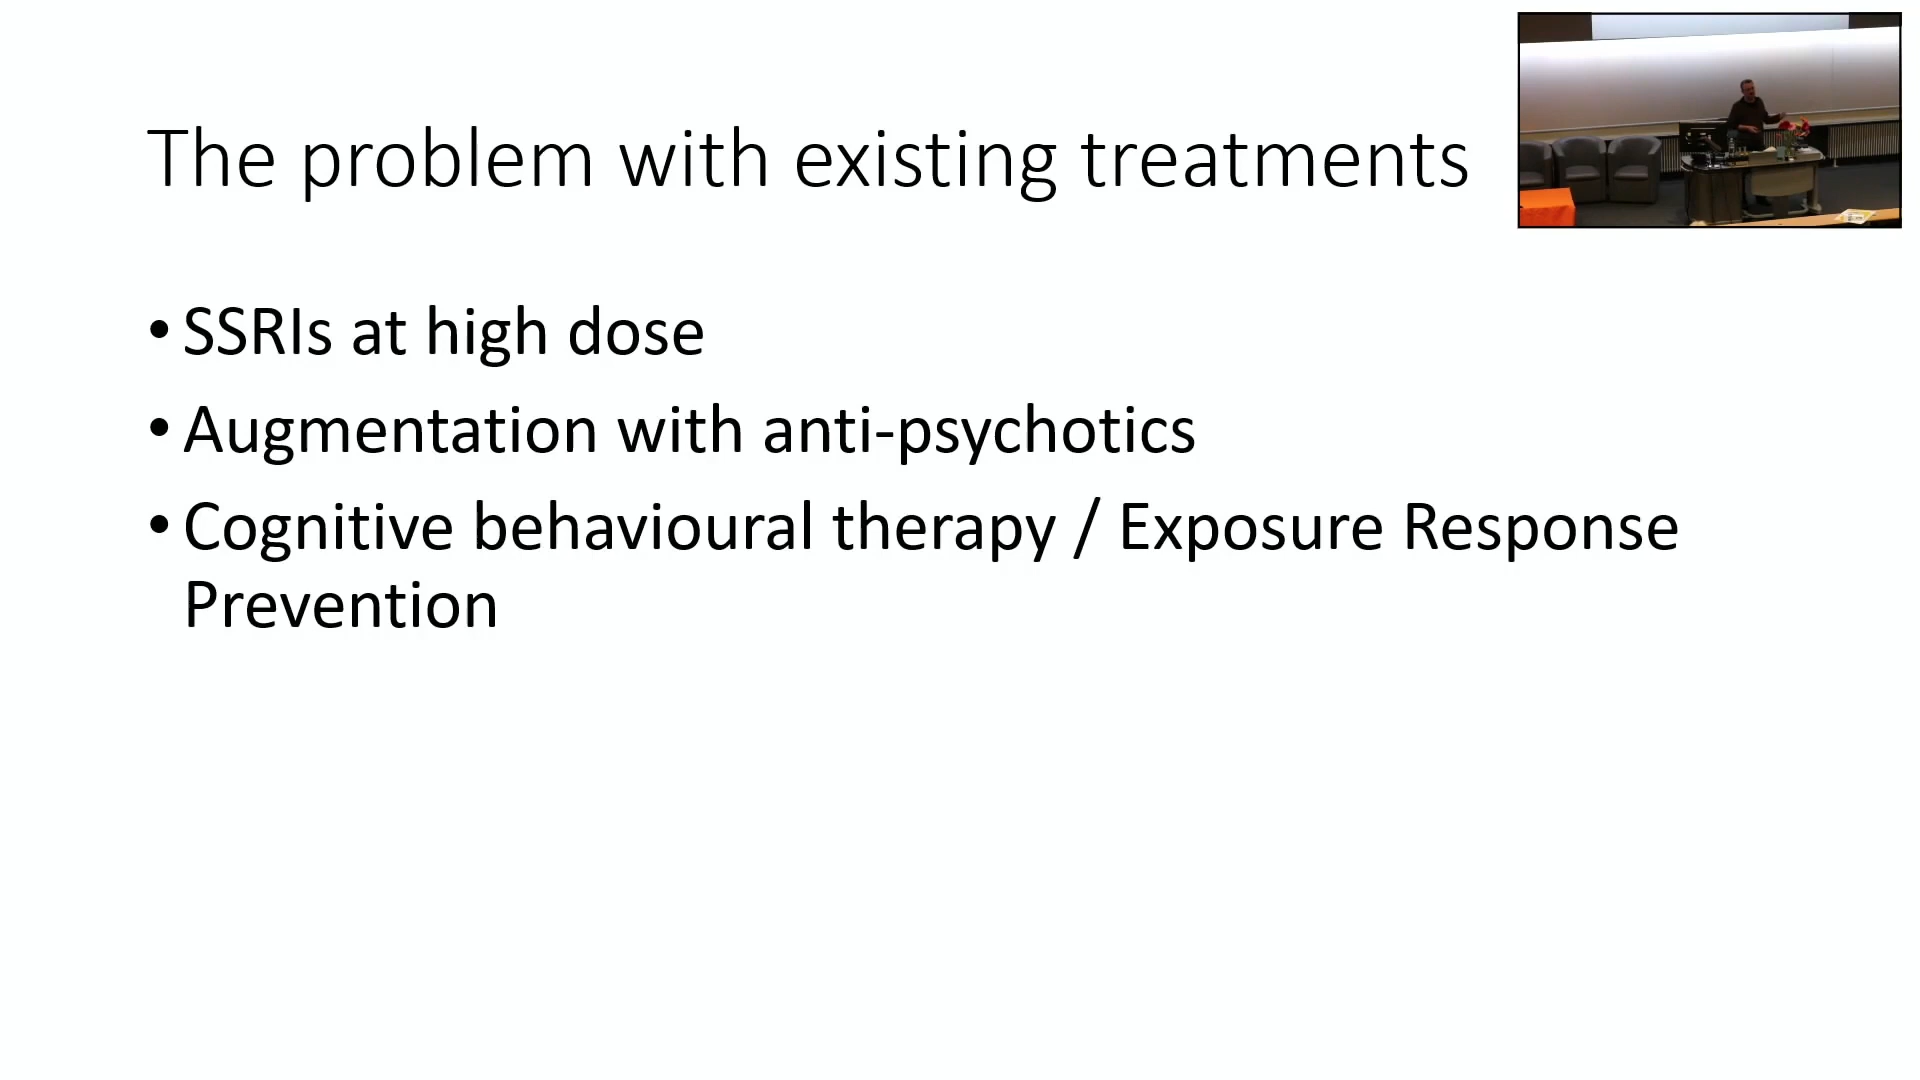 The problem with existing treatments
• SSRIs at high dose
• Augmentation with anti-psychotics
• Cognitive behavioural therapy / Exposure Response
Prevention